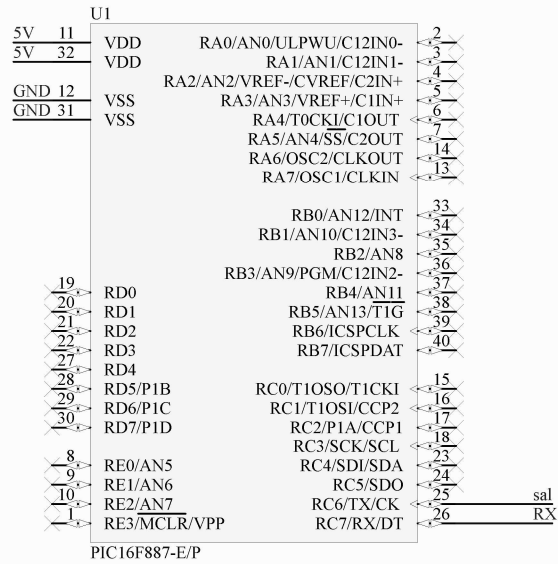 U1
5V 11 VDD RA0/AN0/ULPWU/C12IN0- 2
5V 32 VDD RA1/AN1/C12IN1- 3
RA2/AN2/VREF-/CVREF/C2IN+ 4
GND 12 VSS RA3/AN3/VREF+/C1IN+ 5
GND 31 VSS RA4/T0CKI/C1OUT 6
RA5/AN4/SS/C2OUT 7
RA6/OSC2/CLKOUT 14
RA7/OSC1/CLKIN 13
RB0/AN12/INT 33
RB1/AN10/C12IN3- 34
RB2/AN8 35
RB3/AN9/PGM/C12IN2- 36
19 RD0 RB4/AN11 37
20 RD1 RB5/AN13/T1G 38
21 RD2 RB6/ICSPCLK 39
22 RD3 RB7/ICSPDAT 40
27 RD4
28 RD5/P1B RC0/T1OSO/T1CKI 15
29 RD6/P1C RC1/T1OSI/CCP2 16
30 RD7/P1D RC2/P1A/CCP1 17
RC3/SCK/SCL 18
8 RE0/AN5 RC4/SDI/SDA 23
9 RE1/AN6 RC5/SDO 24
10 RE2/AN7 RC6/TX/CK 25 sal
1 RE3/MCLR/VPP RC7/RX/DT 26 RX
PIC16F887-E/P